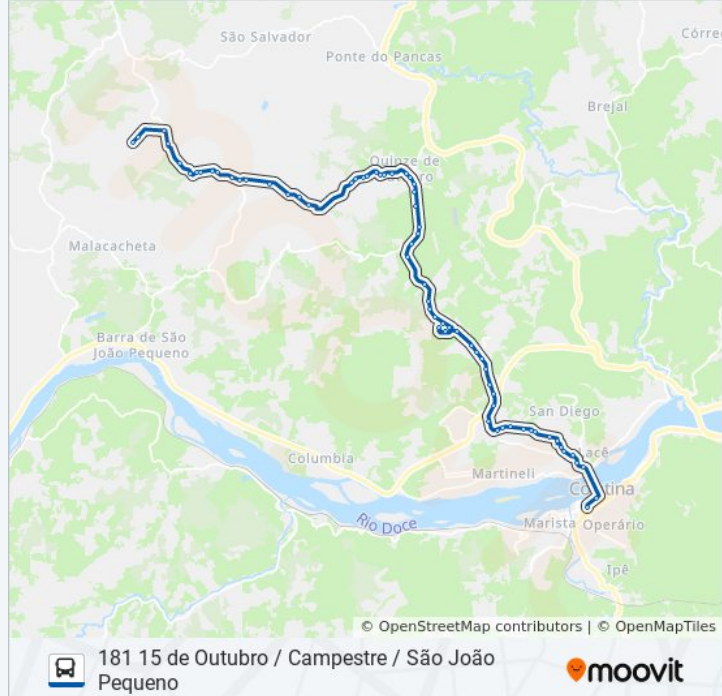 São Salvador
Ponte do Pancas
Córreg
Brejal
Quinze de
Malacacheta
Barra de São
João Pequeno
San Diego
Columbia
Martineli
Rio Doce
Marista Operário
Ipê
© OpenStreetMap contributors | © OpenMapTiles
181 15 de Outubro / Campestre / São João
Pequeno
moovit